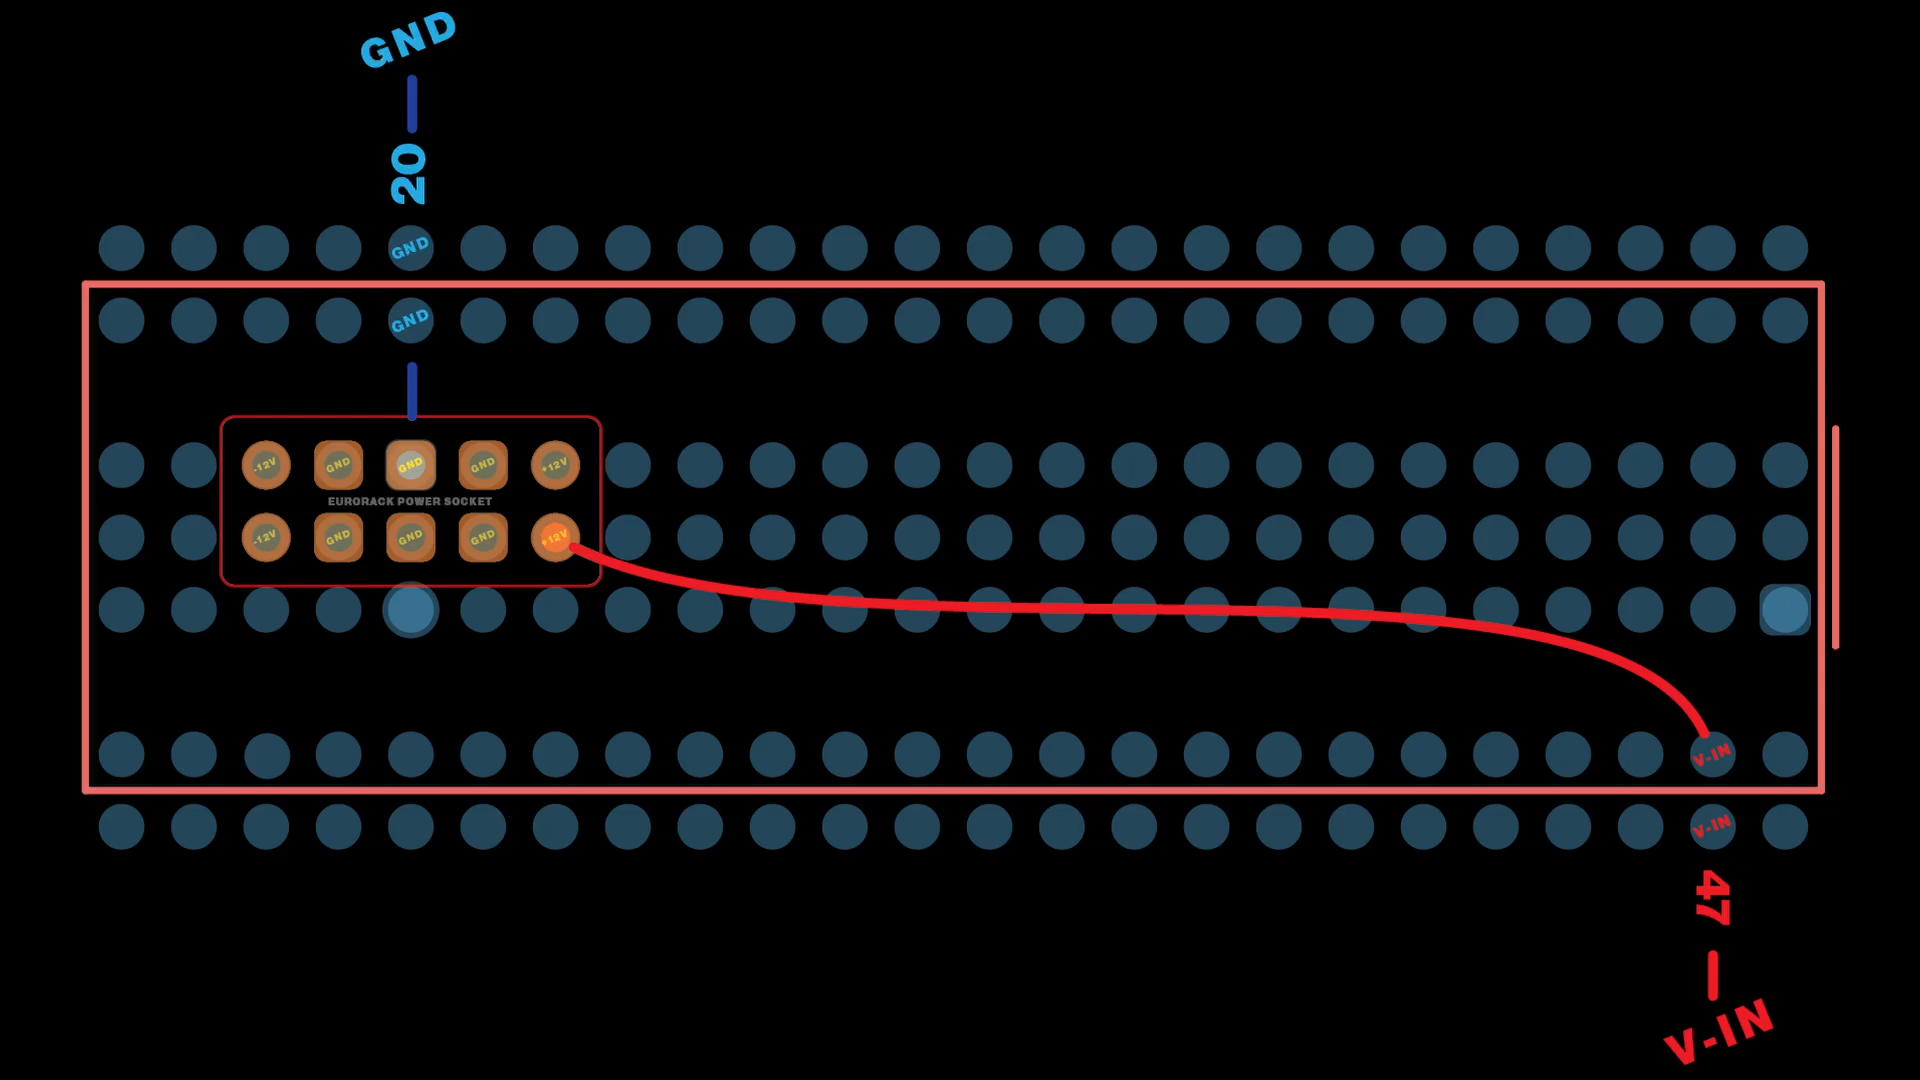 GND
20
GND
GND
-12V GND GND GND +12V
EURORACK POWER SOCKET
-12V GND GND GND +12V
V-IN
V-IN
47
V-IN